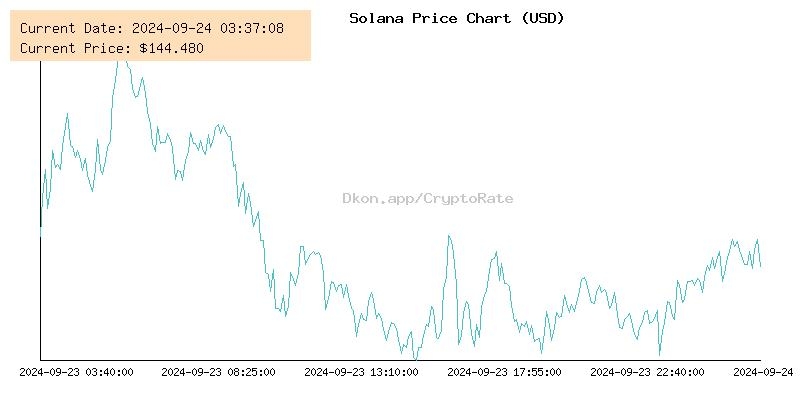 Solana Price Chart (USD)
Current Date: 2024-09-24 03:37:08
Current Price: $144.480
Dkon.app/CryptoRate
2024-09-23 03:40:00 2024-09-23 08:25:00 2024-09-23 13:10:00 2024-09-23 17:55:00 2024-09-23 22:40:00 2024-09-24